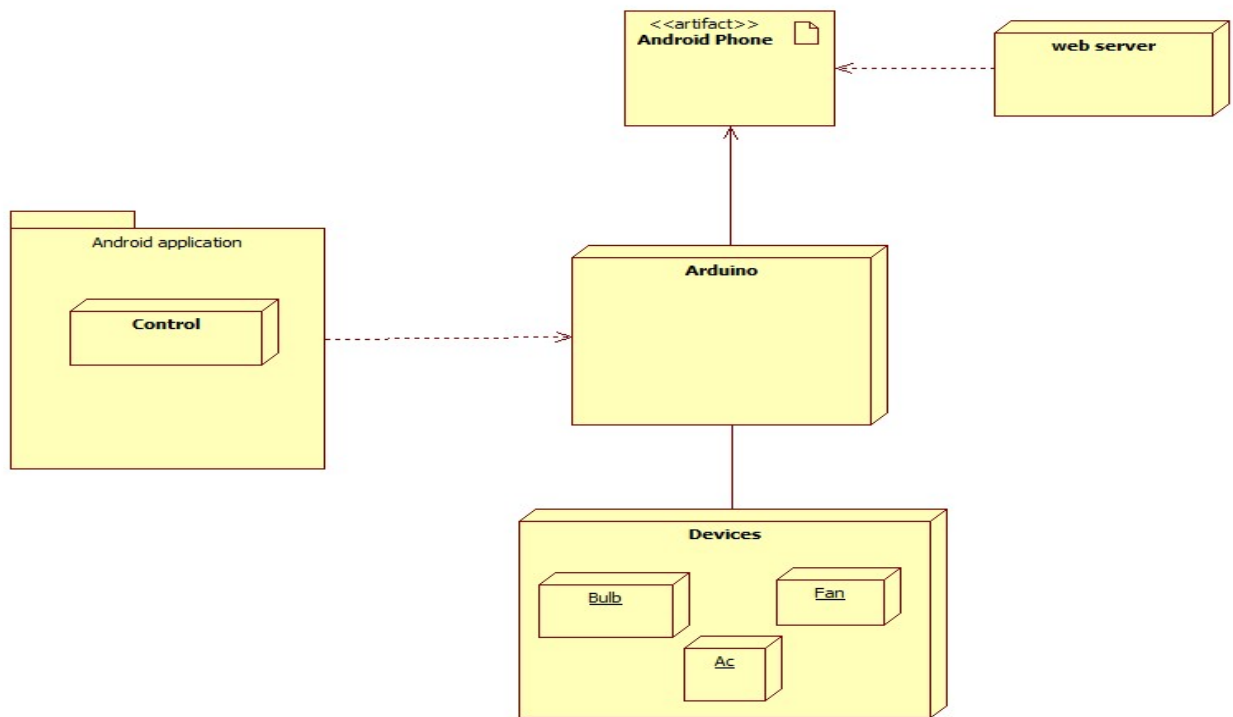 <<artifact>>
Android Phone
web server
Android application
Control
Arduino
Devices
Bulb
Fan
Ac